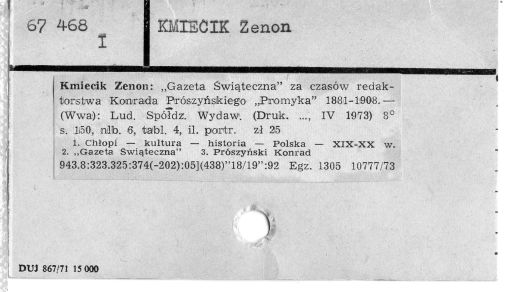 67 468
I
KMIECIK Zenon
Kmiecik Zenon: „Gazeta Świąteczna" za czasów redak-
torstwa Konrada Prószyńskiego „Promyka" 1881-1908. —
(Wwa): Lud. Spółdz. Wydaw. (Druk. ..., IV 1973) 8°
s. 150, nlb. 6, tabl. 4, il. portr. zł 25
1. Chłopi — kultura — historia — Polska — XIX-XX w.
2. „Gazeta Świąteczna" 3. Prószyński Konrad
943.8:323.325:374(-202):05](438)"18/19":92 Egz. 1305 10777/73
DUJ 867/71 15 000